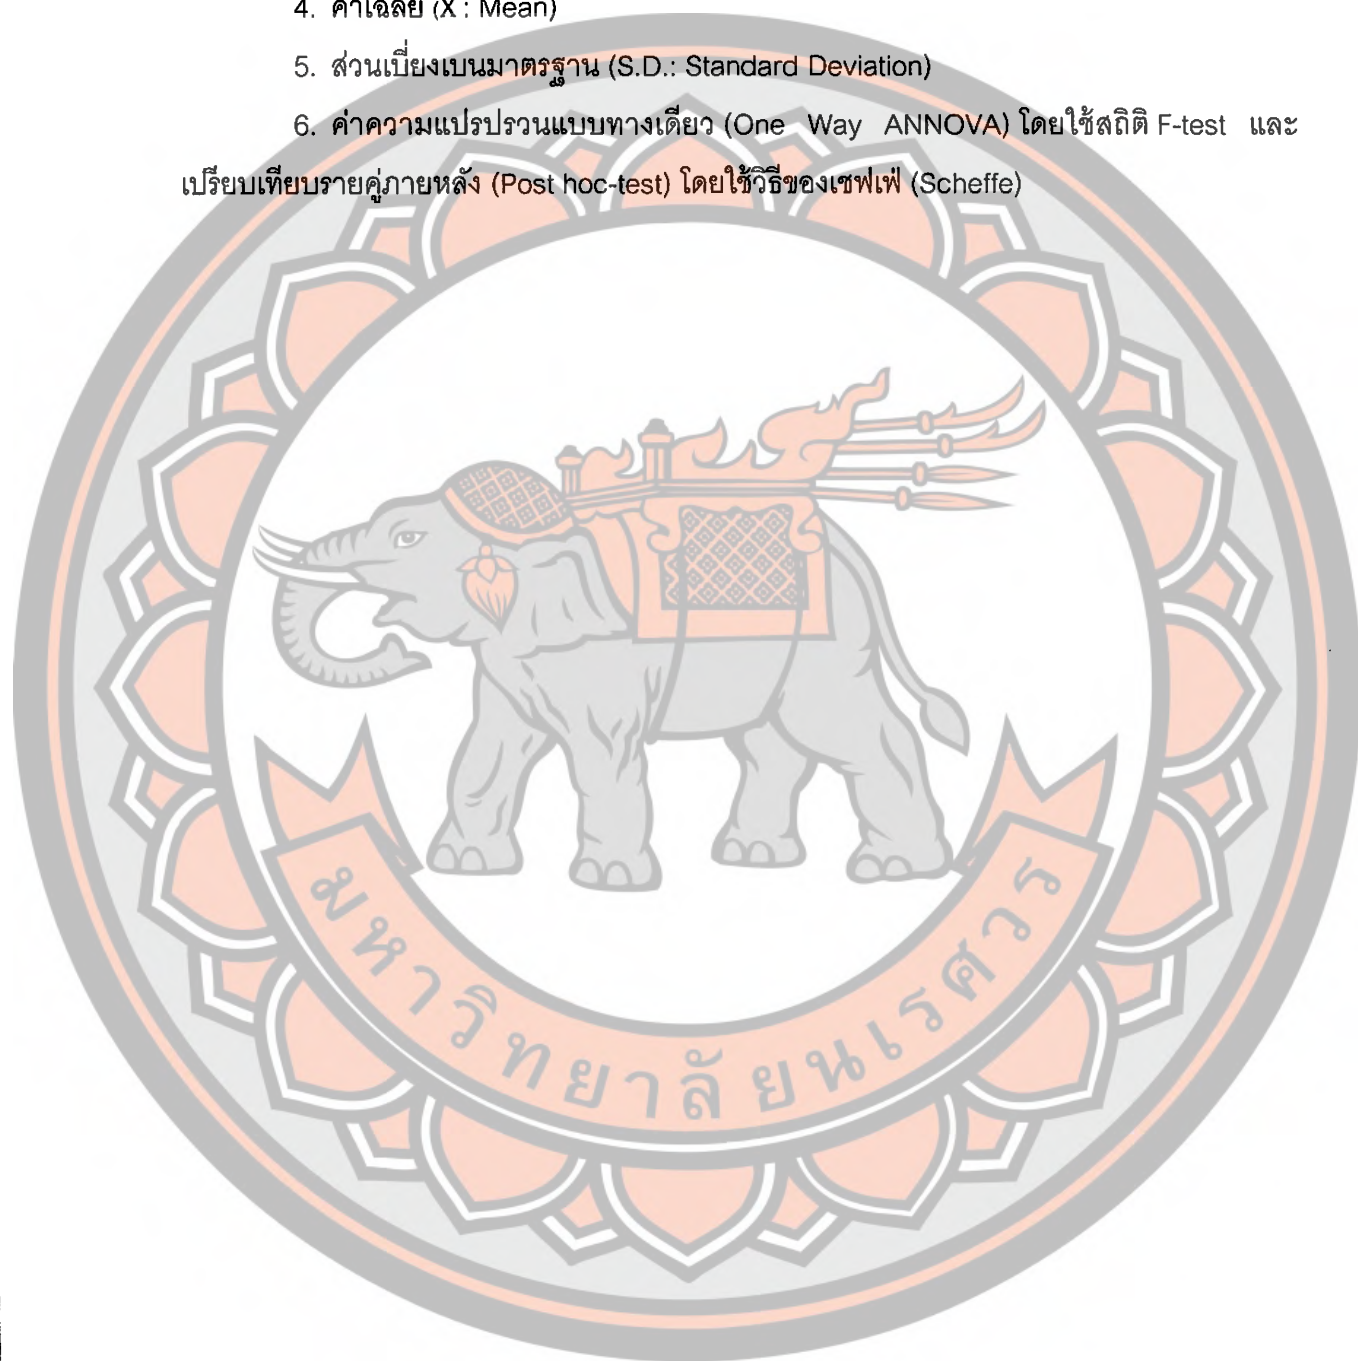 4. ค่าเฉลี่ย (X : Mean)
5. ส่วนเบี่ยงเบนมาตรฐาน (S.D.: Standard Deviation)
6. ค่าความแปรปรวนแบบทางเดียว (One Way ANNOVA) โดยใช้สถิติ F-test และ
เปรียบเทียบรายคู่ภายหลัง (Post hoc-test) โดยใช้วิธีของเชฟเฟ่ (Scheffe)
มหาวิทยาลัยนเรศวร